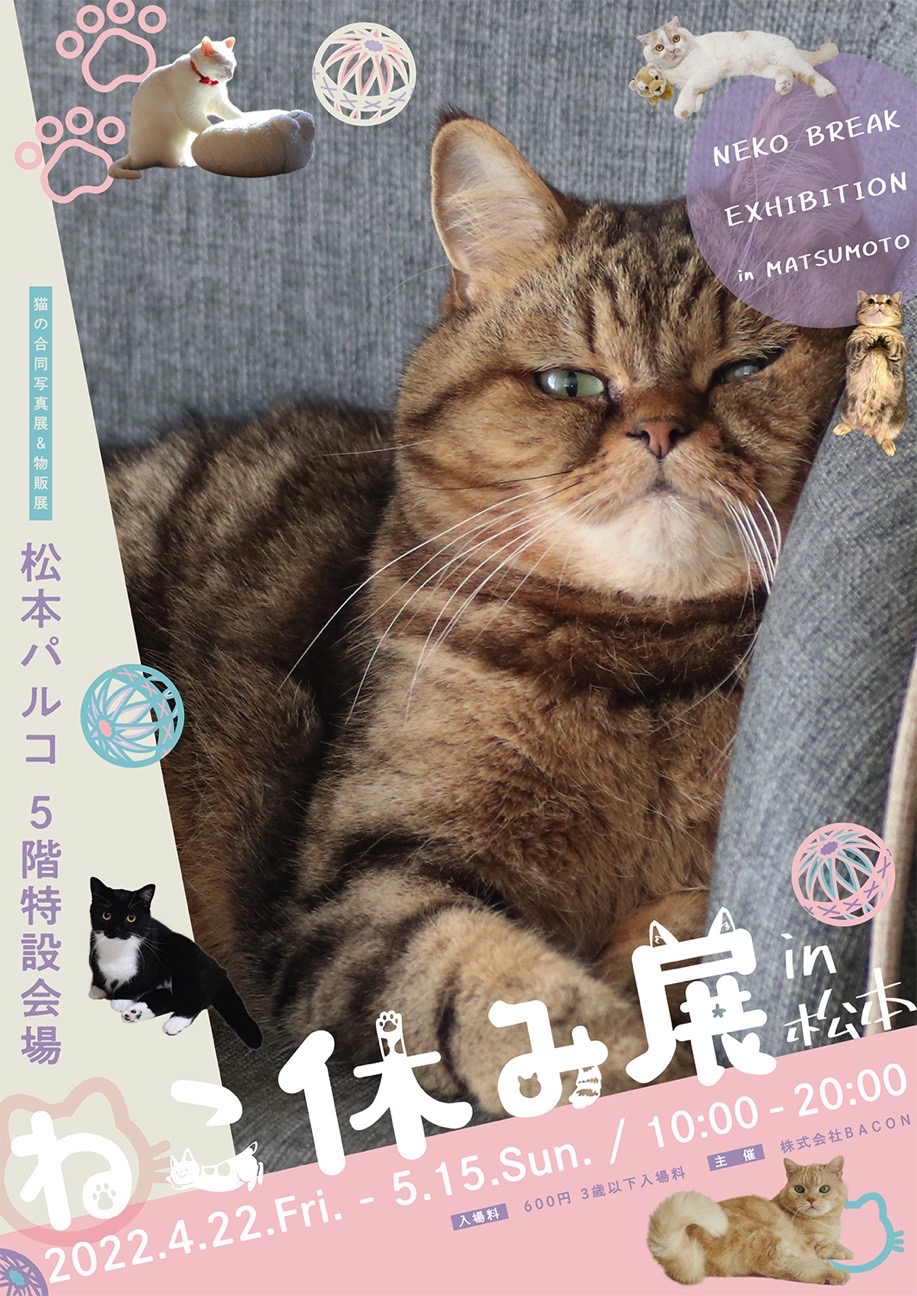 NEKO BREAK
EXHIBITION
in MATSUMOTO
猫の合同写真展&物販展
松本パルコ 5階特設会場
ねこ休み展
in
松本
2022.4.22.Fri. - 5.15.Sun. / 10:00 - 20:00
入場料 600円 3歳以下入場料
主催 株式会社BACON